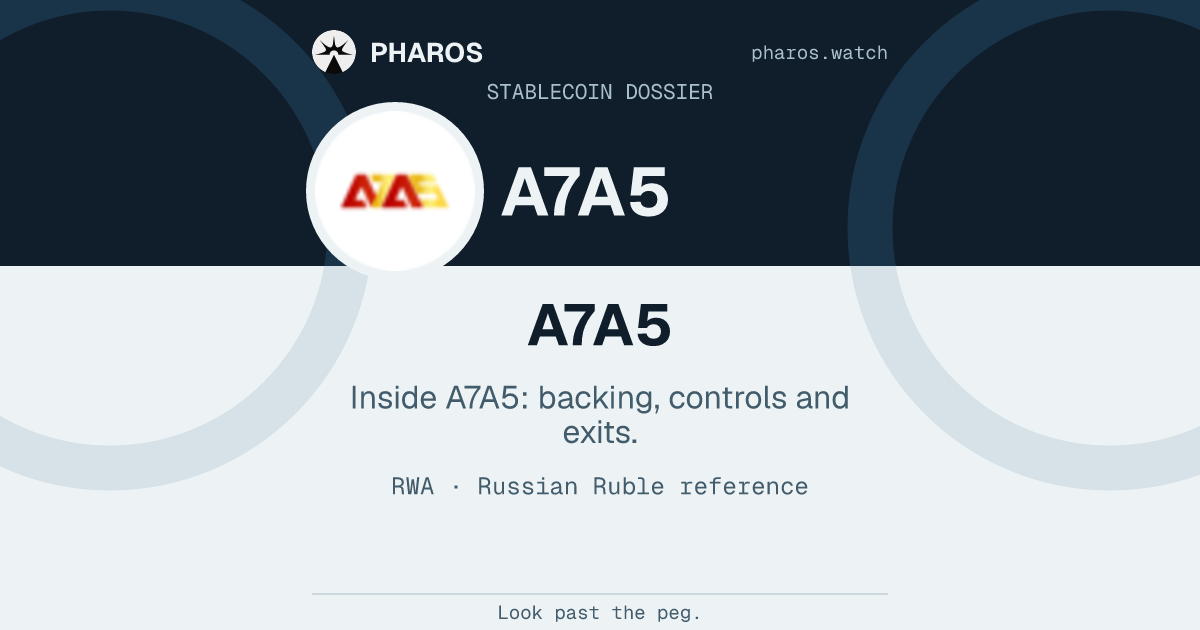 PHAROS
pharos.watch
STABLECOIN DOSSIER
A7A5
A7A5
A7A5
Inside A7A5: backing, controls and
exits.
RWA · Russian Ruble reference
Look past the peg.